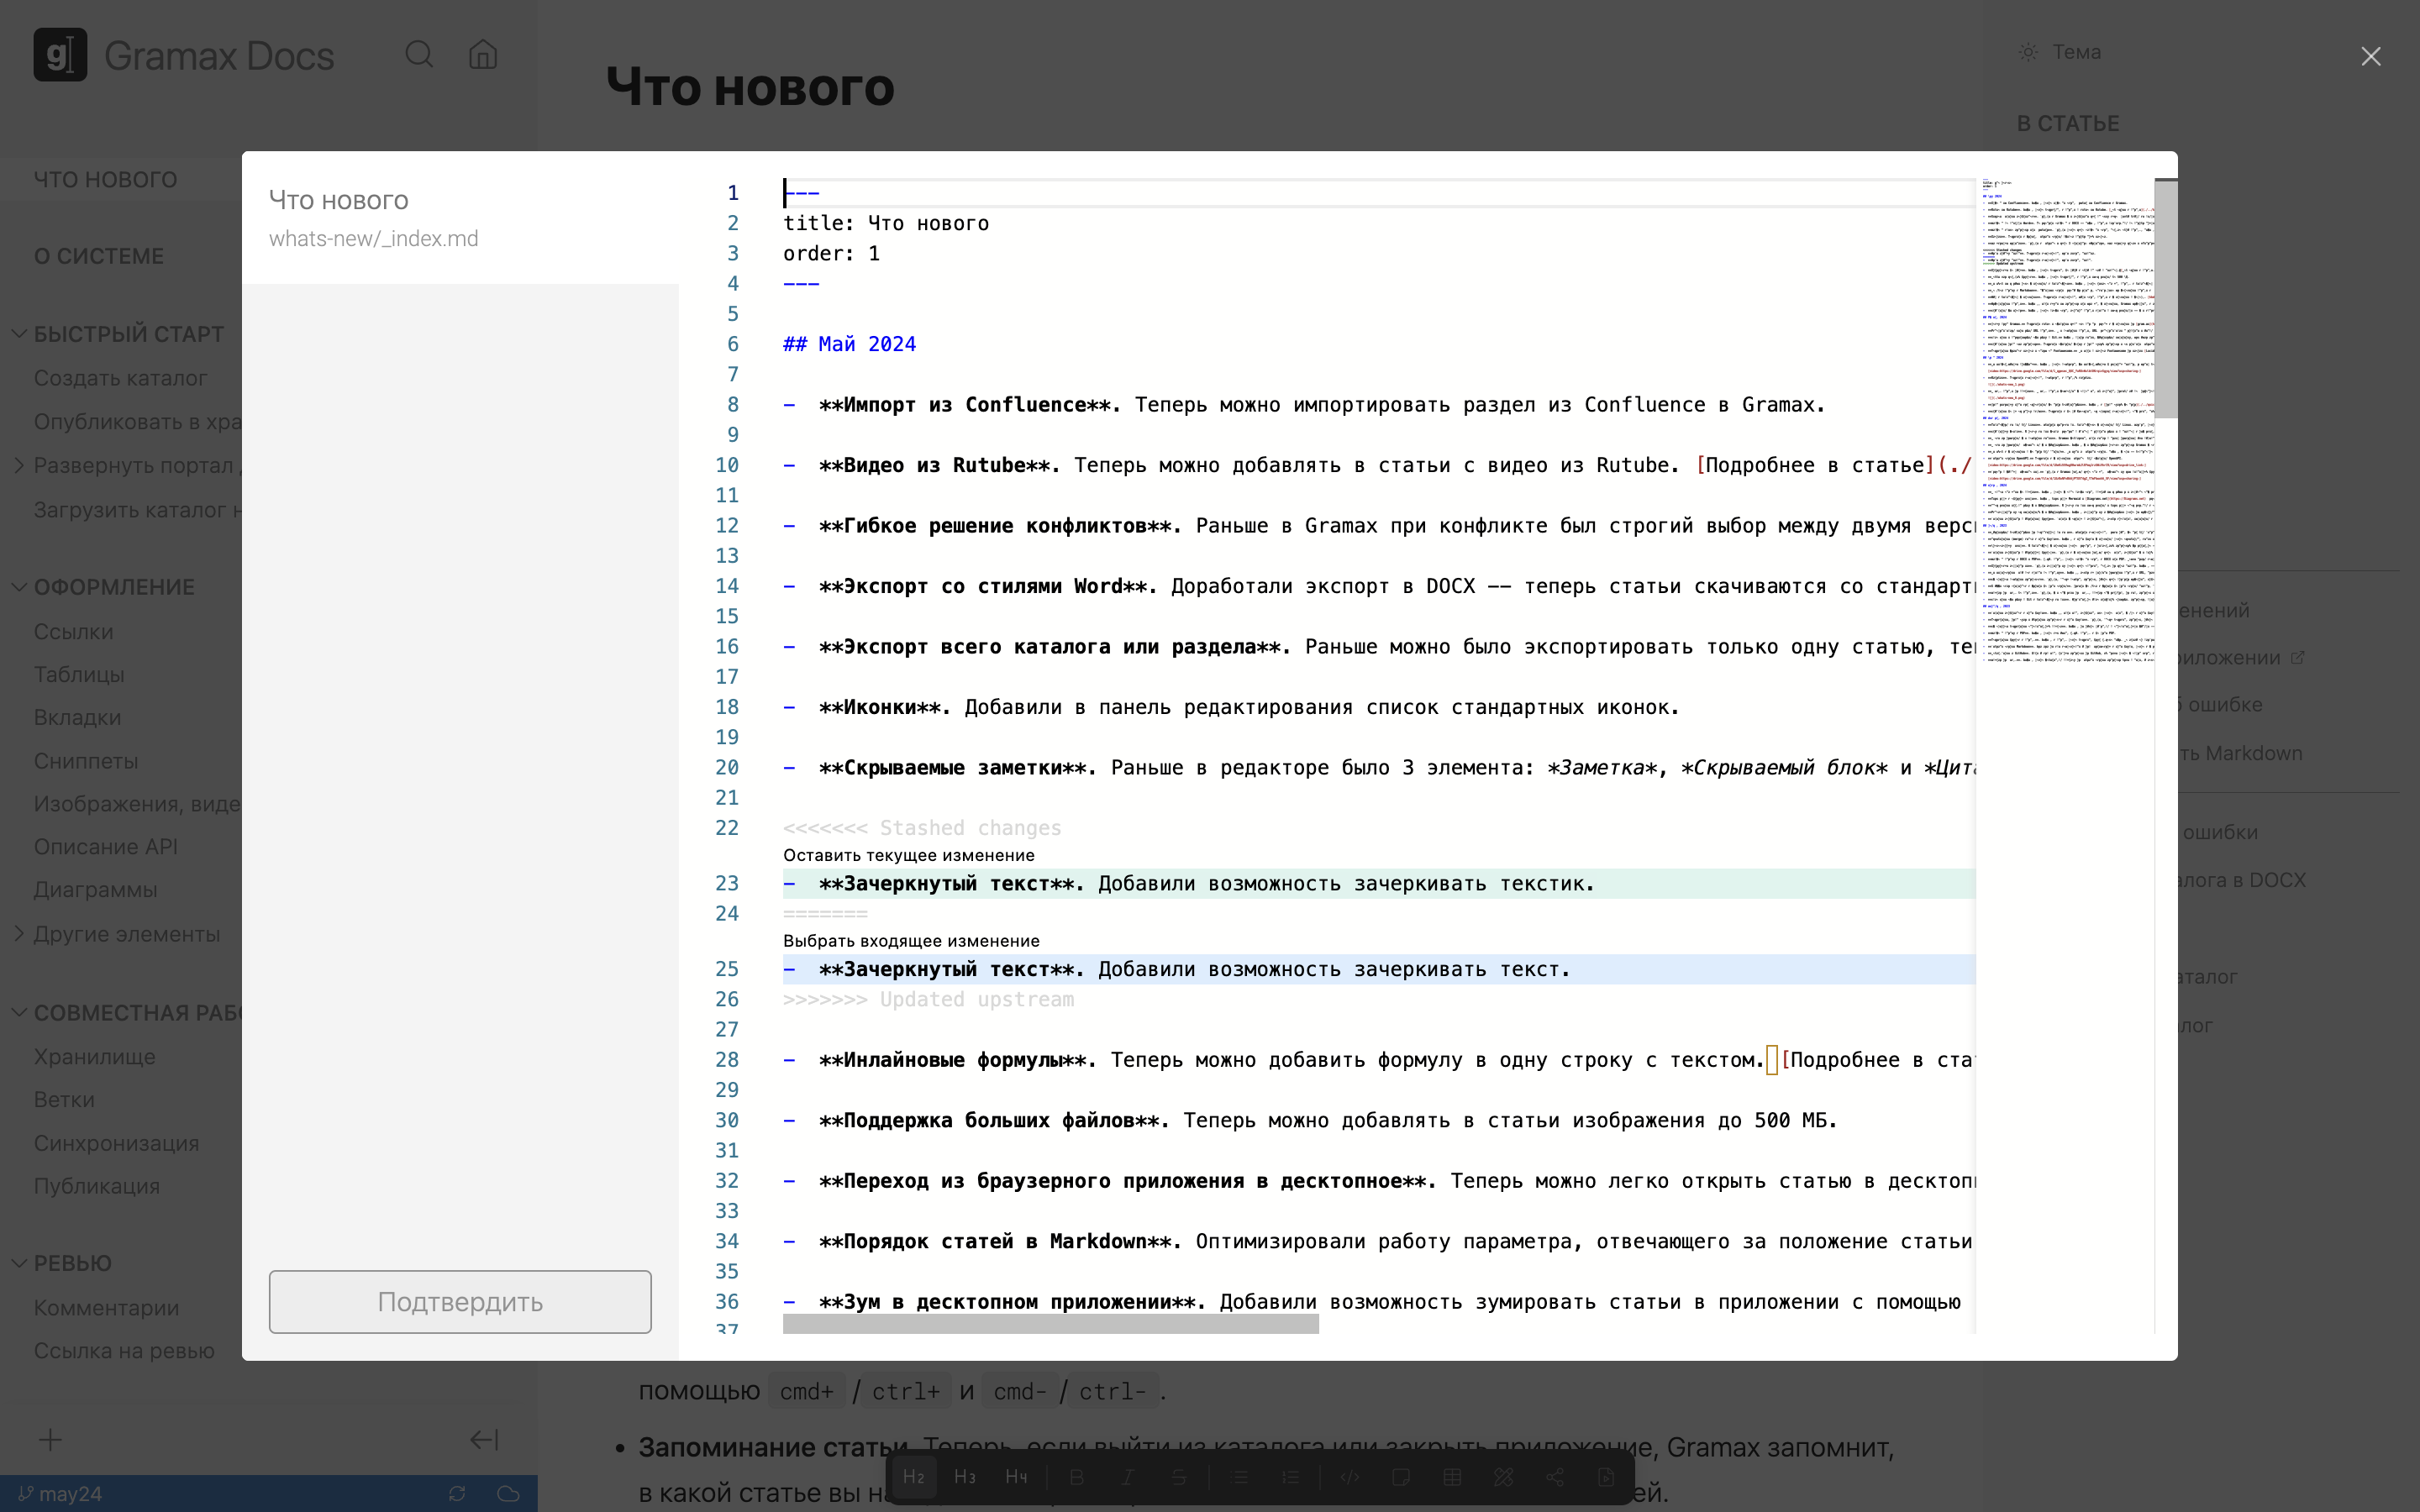 Gramax Docs
ЧТО НОВОГО
О СИСТЕМЕ
БЫСТРЫЙ СТАРТ
Создать каталог
Опубликовать в хра
Развернуть портал
Загрузить каталог
ОФОРМЛЕНИЕ
Ссылки
Таблицы
Вкладки
Сниппеты
Изображения, виде
Описание API
Диаграммы
Другие элементы
СОВМЕСТНАЯ РАБО
Хранилище
Ветки
Синхронизация
Публикация
РЕВЬЮ
Комментарии
Ссылка на ревью
may24
Что нового
Тема
В СТАТЬЕ
Что нового
whats-new/_index.md
Подтвердить
1 ---
2 title: Что нового
3 order: 1
4 ---
5
6 ## Май 2024
7
8 - **Импорт из Confluence**. Теперь можно импортировать раздел из Confluence в Gramax.
9
10 - **Видео из Rutube**. Теперь можно добавлять в статьи с видео из Rutube. [Подробнее в статье](./
11
12 - **Гибкое решение конфликтов**. Раньше в Gramax при конфликте был строгий выбор между двумя верс
13
14 - **Экспорт со стилями Word**. Доработали экспорт в DOCX -- теперь статьи скачиваются со стандарт
15
16 - **Экспорт всего каталога или раздела**. Раньше можно было экспортировать только одну статью, те
17
18 - **Иконки**. Добавили в панель редактирования список стандартных иконок.
19
20 - **Скрываемые заметки**. Раньше в редакторе было 3 элемента: *Заметка*, *Скрываемый блок* и *Цита
21
22 <<<<<<< Stashed changes
Оставить текущее изменение
23 - **Зачеркнутый текст**. Добавили возможность зачеркивать текстик.
24 =======
Выбрать входящее изменение
25 - **Зачеркнутый текст**. Добавили возможность зачеркивать текст.
26 >>>>>>> Updated upstream
27
28 - **Инлайновые формулы**. Теперь можно добавить формулу в одну строку с текстом. [Подробнее в ста
29
30 - **Поддержка больших файлов**. Теперь можно добавлять в статьи изображения до 500 МБ.
31
32 - **Переход из браузерного приложения в десктопное**. Теперь можно легко открыть статью в десктоп
33
34 - **Порядок статей в Markdown**. Оптимизировали работу параметра, отвечающего за положение статьи
35
36 - **Зум в десктопном приложении**. Добавили возможность зумировать статьи в приложении с помощью
37
енений
риложении
б ошибке
ть Markdown
ошибки
алога в DOCX
аталог
лог
помощью cmd+ / ctrl+ и cmd- / ctrl- .
• Запоминание статьи. Теперь, если выйти из каталога или закрыть приложение, Gramax запомнит,
в какой статье вы на
ей.
H2 H3 H4 B I S